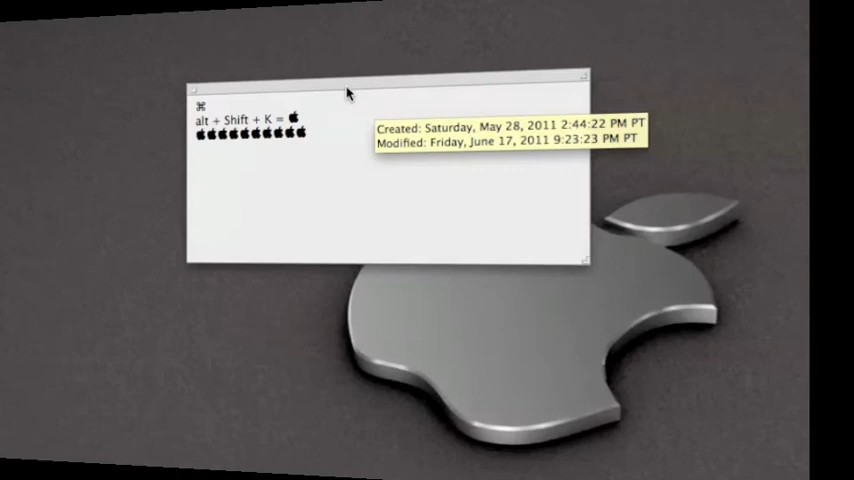 ⌘
alt + Shift + K = 
Created: Saturday, May 28, 2011 2:44:22 PM PT
Modified: Friday, June 17, 2011 9:23:23 PM PT